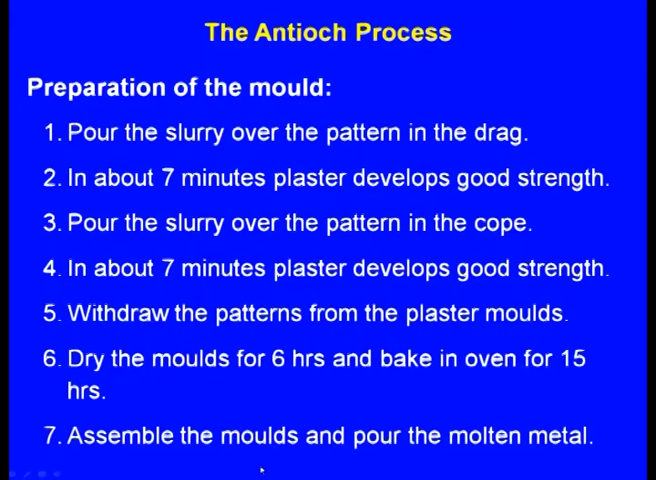 The Antioch Process
Preparation of the mould:
1. Pour the slurry over the pattern in the drag.
2. In about 7 minutes plaster develops good strength.
3. Pour the slurry over the pattern in the cope.
4. In about 7 minutes plaster develops good strength.
5. Withdraw the patterns from the plaster moulds.
6. Dry the moulds for 6 hrs and bake in oven for 15
hrs.
7. Assemble the moulds and pour the molten metal.